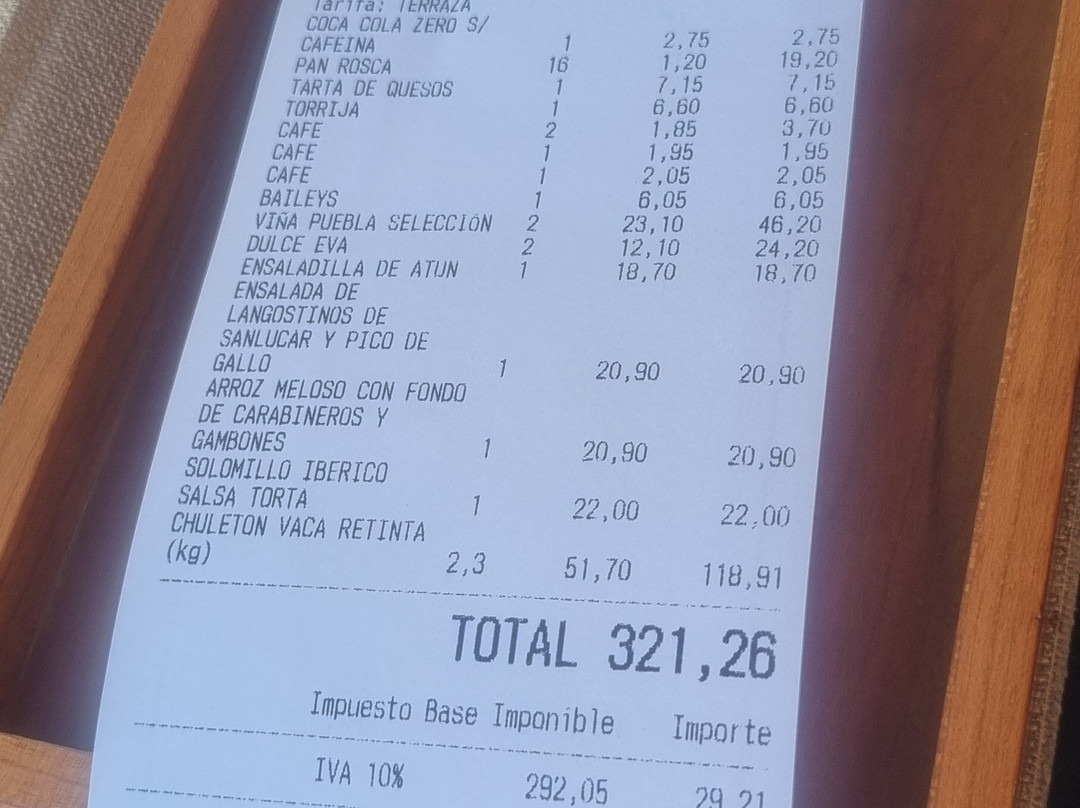 Tarifa: TERRAZA
COCA COLA ZERO S/
CAFEINA 1 2,75 2,75
PAN ROSCA 16 1,20 19,20
TARTA DE QUESOS 1 7,15 7,15
TORRIJA 1 6,60 6,60
CAFE 2 1,85 3,70
CAFE 1 1,95 1,95
CAFE 1 2,05 2,05
BAILEYS 1 6,05 6,05
VIÑA PUEBLA SELECCIÓN 2 23,10 46,20
DULCE EVA 2 12,10 24,20
ENSALADILLA DE ATUN 1 18,70 18,70
ENSALADA DE
LANGOSTINOS DE
SANLUCAR Y PICO DE
GALLO 1 20,90 20,90
ARROZ MELOSO CON FONDO
DE CARABINEROS Y
GAMBONES 1 20,90 20,90
SOLOMILLO IBERICO
SALSA TORTA 1 22,00 22,00
CHULETON VACA RETINTA
(kg) 2,3 51,70 118,91
TOTAL 321,26
Impuesto Base Imponible Importe
IVA 10% 292,05 29,21